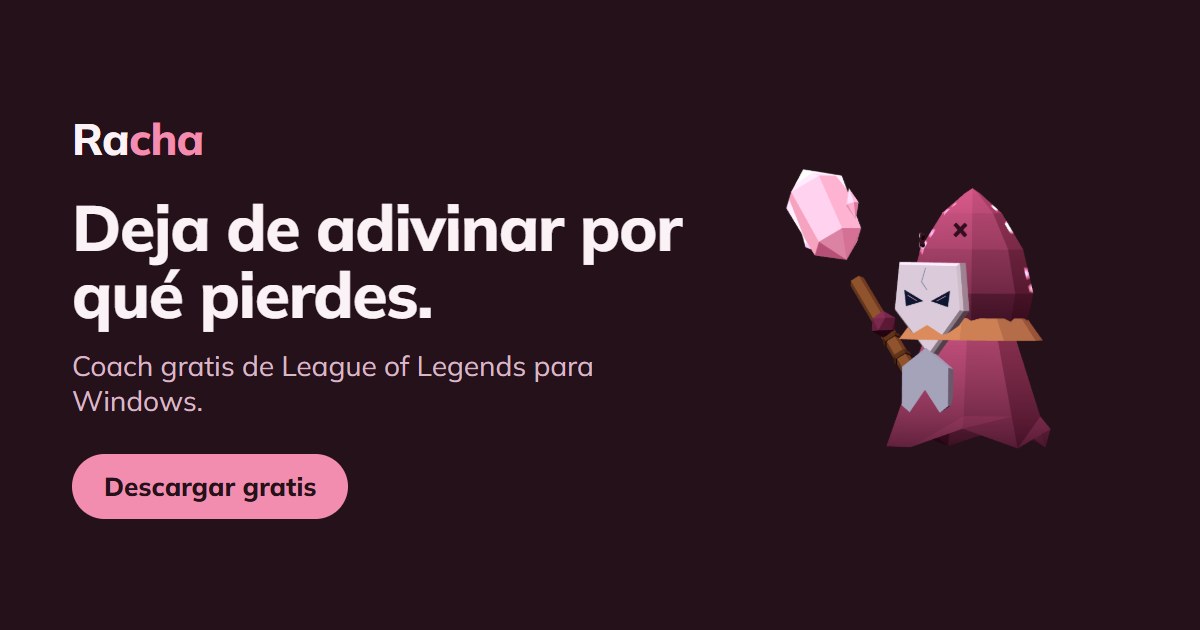 Racha
Deja de adivinar por
qué pierdes.
Coach gratis de League of Legends para
Windows.
Descargar gratis